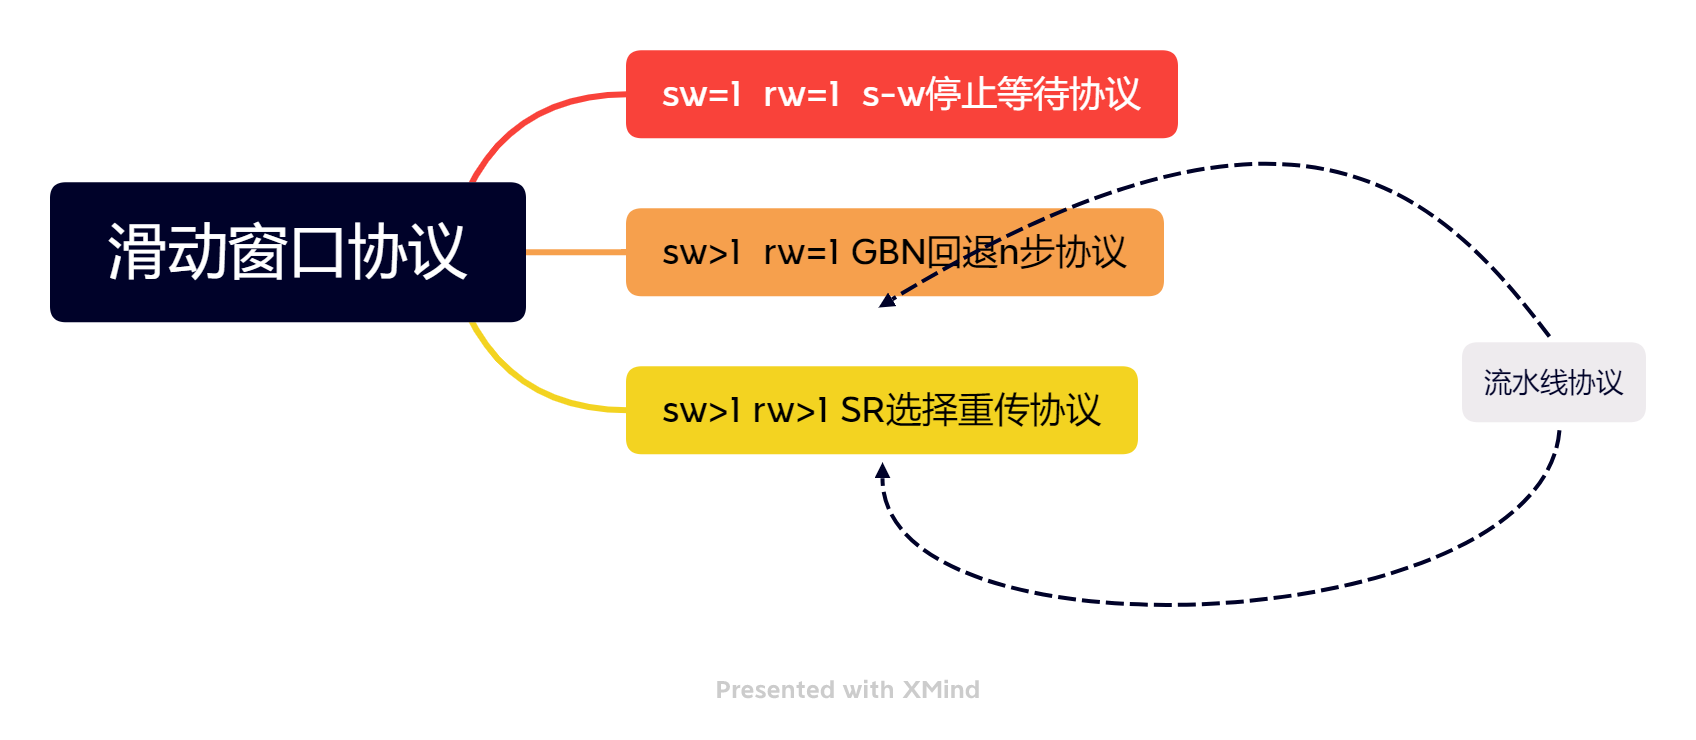 滑动窗口协议
sw=1  rw=1  s-w停止等待协议
sw>1  rw=1 GBN回退n步协议
sw>1 rw>1 SR选择重传协议
流水线协议
Presented with XMind